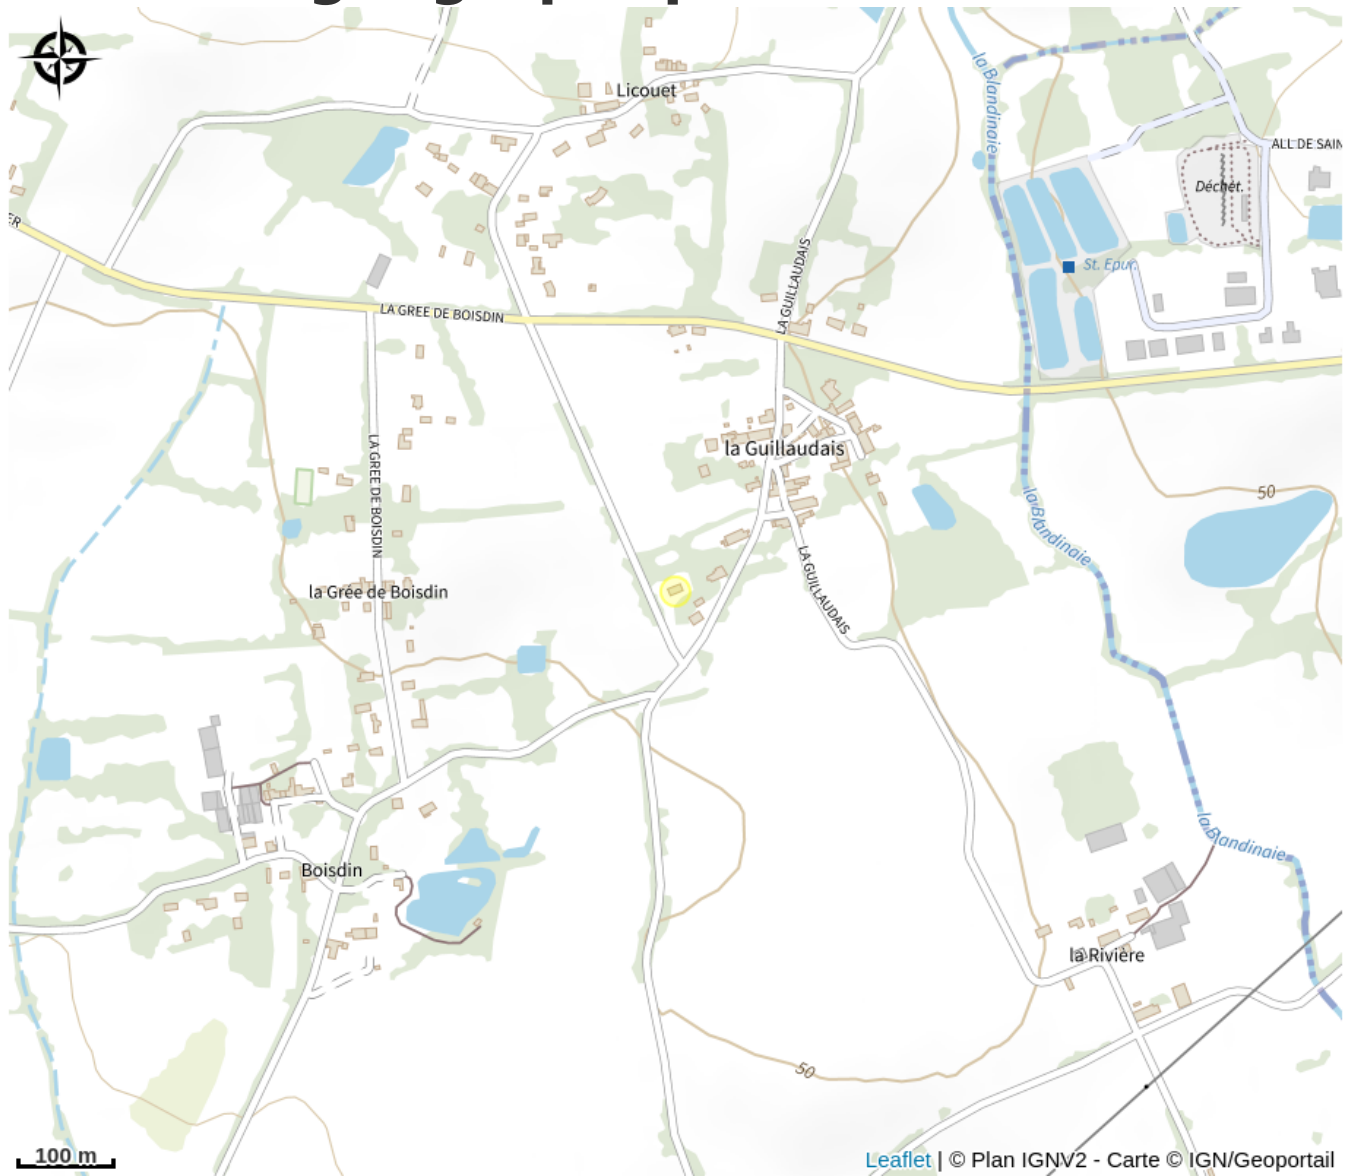 Licouet
la Blandinaie
ALL DE SAIN
Déchet.
ER
St. Epur.
LA GUILLAUDAIS
LA GREE DE BOISDIN
la Guillaudais
LA GREE DE BOISDIN
50
la Blandinaie
LA GUILLAUDAIS
la Grée de Boisdin
la Blandinaie
Boisdin
la Rivière
50
100 m
Leaflet | © Plan IGNV2 - Carte © IGN/Geoportail